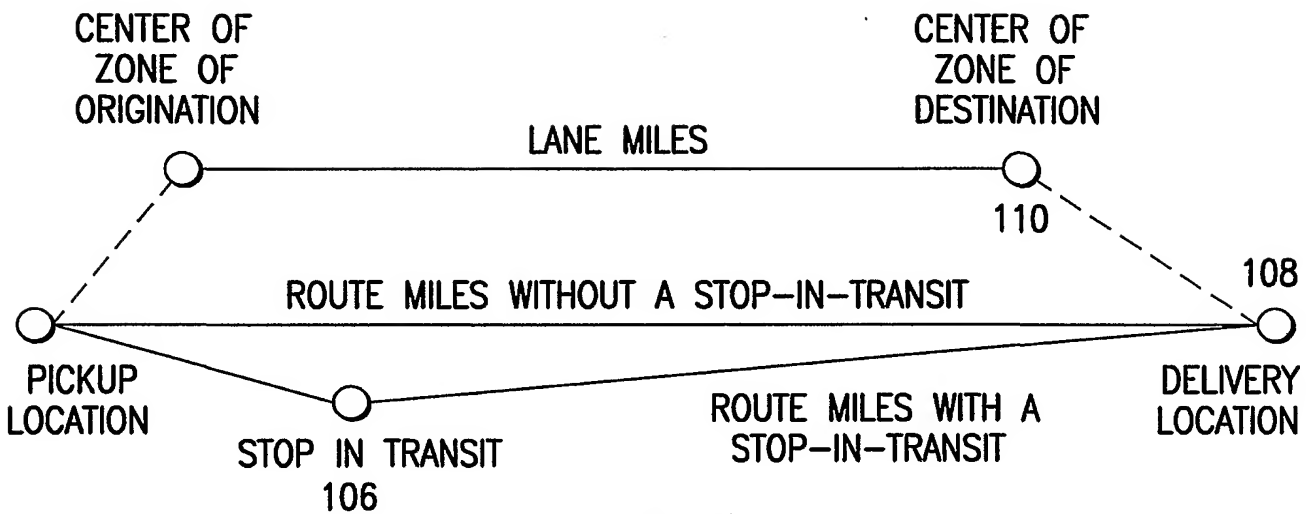 CENTER OF
ZONE OF
ORIGINATION
CENTER OF
ZONE OF
DESTINATION
LANE MILES
110
108
ROUTE MILES WITHOUT A STOP-IN-TRANSIT
PICKUP
LOCATION
DELIVERY
LOCATION
ROUTE MILES WITH A
STOP-IN-TRANSIT
STOP IN TRANSIT
106